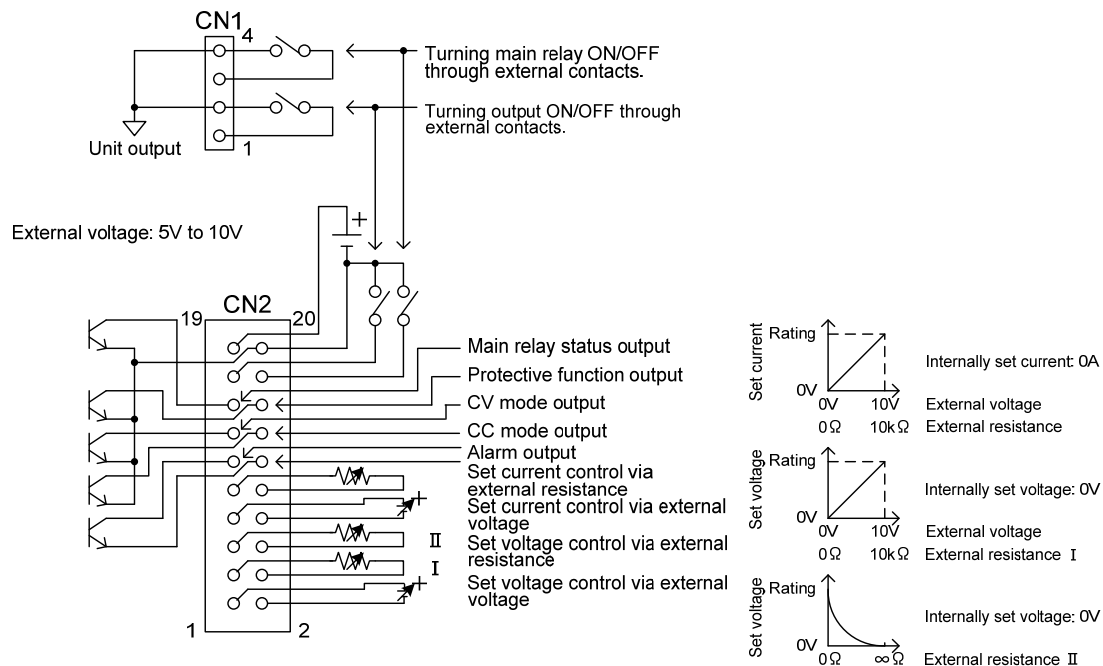 CN1
4
Turning main relay ON/OFF
through external contacts.
Turning output ON/OFF through
external contacts.
Unit output
1
+
External voltage: 5V to 10V
CN2
19
20
Main relay status output
Protective function output
CV mode output
CC mode output
Alarm output
Set current control via
external resistance
+
Set current control via external
voltage
II
Set voltage control via external
resistance
I
+
Set voltage control via external
voltage
1
2
Set current
Rating
0V
Internally set current: 0A
0V
10V
External voltage
0Ω
10kΩ
External resistance
Set voltage
Rating
0V
Internally set voltage: 0V
0V
10V
External voltage
0Ω
10kΩ
External resistance I
Set voltage
Rating
0V
Internally set voltage: 0V
0Ω
∞Ω
External resistance II